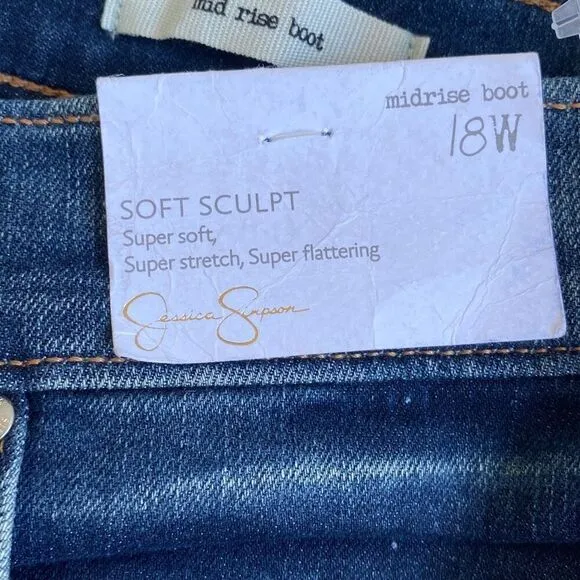 mid rise boot
midrise boot
18W
SOFT SCULPT
Super soft,
Super stretch, Super flattering
Jessica Simpson